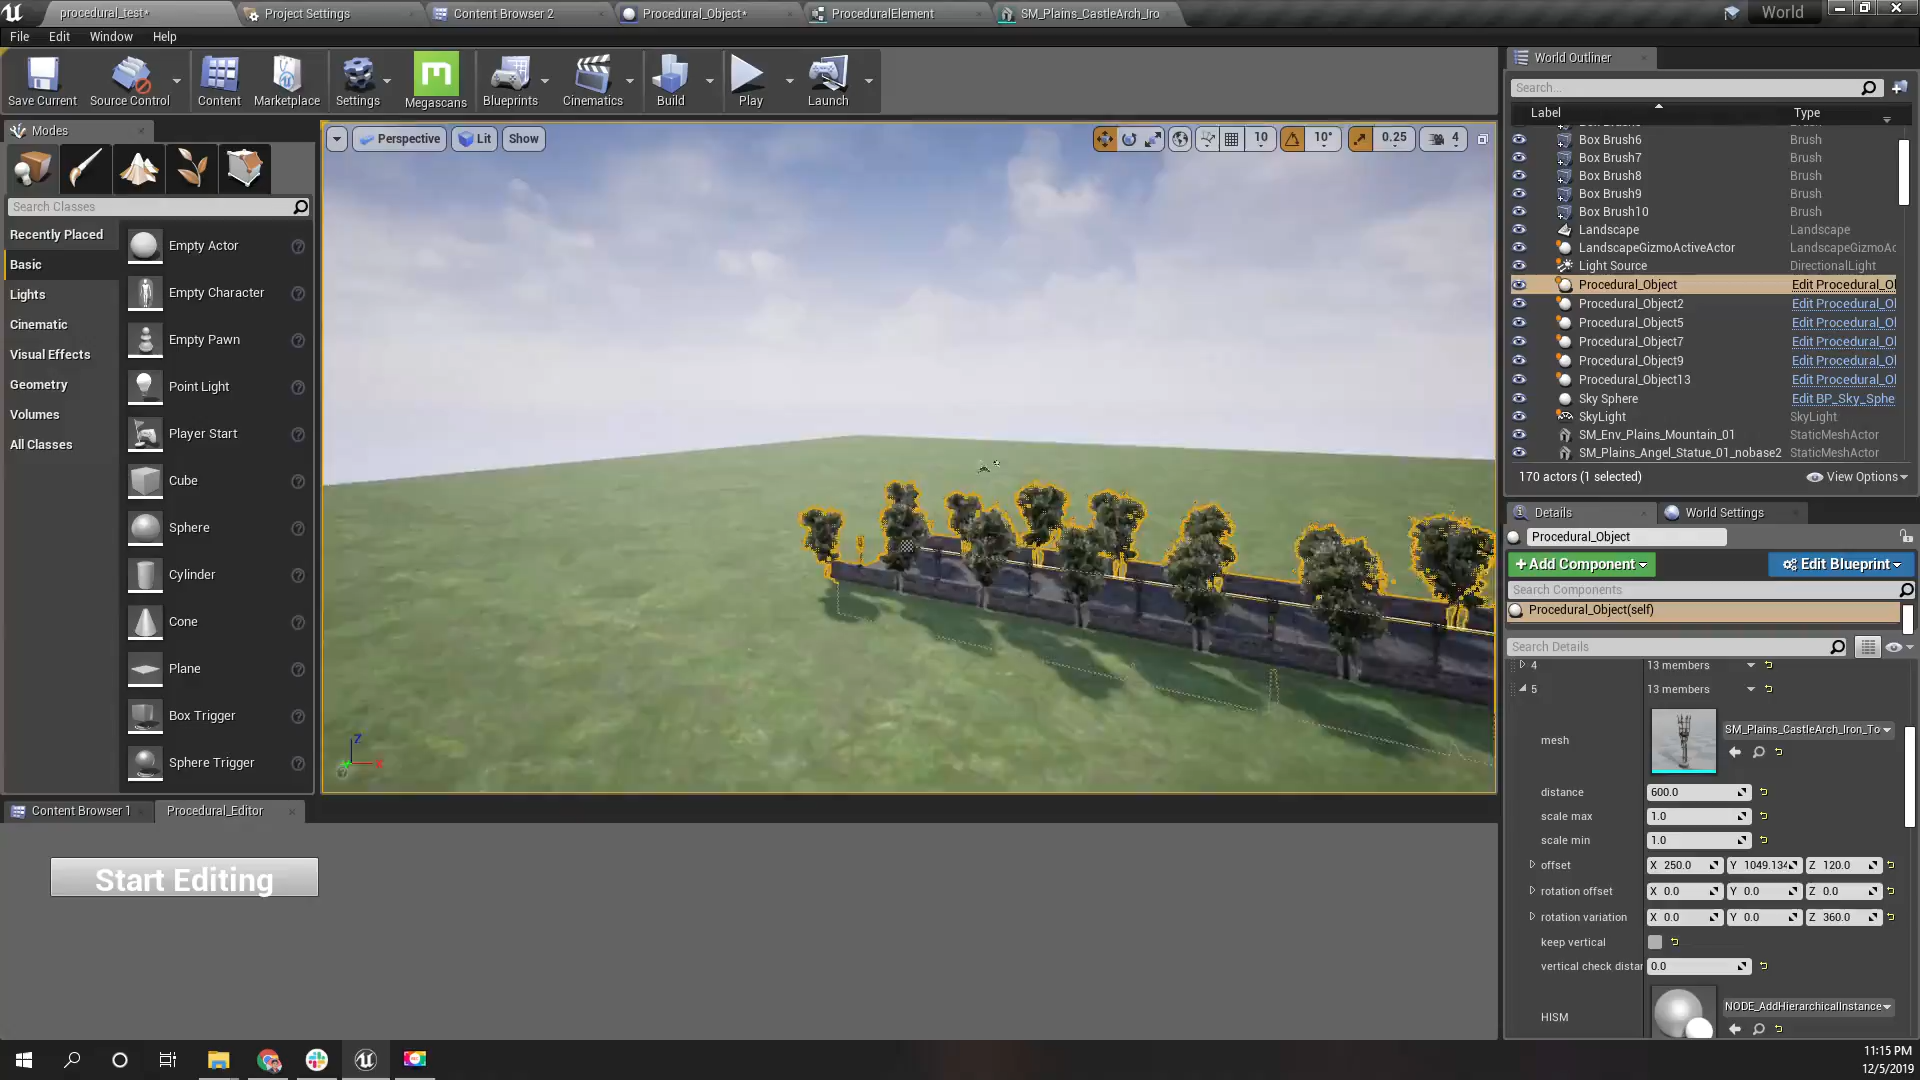 procedural_test*
Project Settings
Content Browser 2
Procedural_Object*
ProceduralElement
SM_Plains_CastleArch_Iro
World
File Edit Window Help
Save Current
Source Control
Content
Marketplace
Settings
Megascans
Blueprints
Cinematics
Build
Play
Launch
Modes
Search Classes
Recently Placed
Basic
Lights
Cinematic
Visual Effects
Geometry
Volumes
All Classes
Empty Actor
Empty Character
Empty Pawn
Point Light
Player Start
Cube
Sphere
Cylinder
Cone
Plane
Box Trigger
Sphere Trigger
Perspective
Lit
Show
10
10°
0.25
4
Z
X
World Outliner
Search...
Label Type
Box Brush6 Brush
Box Brush7 Brush
Box Brush8 Brush
Box Brush9 Brush
Box Brush10 Brush
Landscape Landscape
LandscapeGizmoActiveActor LandscapeGizmoAc
Light Source DirectionalLight
Procedural_Object Edit Procedural_Ol
Procedural_Object2 Edit Procedural_Ol
Procedural_Object5 Edit Procedural_Ol
Procedural_Object7 Edit Procedural_Ol
Procedural_Object9 Edit Procedural_Ol
Procedural_Object13 Edit Procedural_Ol
Sky Sphere Edit BP_Sky_Sphe
SkyLight SkyLight
SM_Env_Plains_Mountain_01 StaticMeshActor
SM_Plains_Angel_Statue_01_nobase2 StaticMeshActor
170 actors (1 selected)
View Options
Details
World Settings
Procedural_Object
+Add Component
Edit Blueprint
Search Components
Procedural_Object(self)
Search Details
4 13 members
5 13 members
mesh SM_Plains_CastleArch_Iron_To
distance 600.0
scale max 1.0
scale min 1.0
offset X 250.0 Y 1049.134 Z 120.0
rotation offset X 0.0 Y 0.0 Z 0.0
rotation variation X 0.0 Y 0.0 Z 360.0
keep vertical
vertical check distar 0.0
HISM NODE_AddHierarchicalInstance
Content Browser 1
Procedural_Editor
Start Editing
11:15 PM
12/5/2019